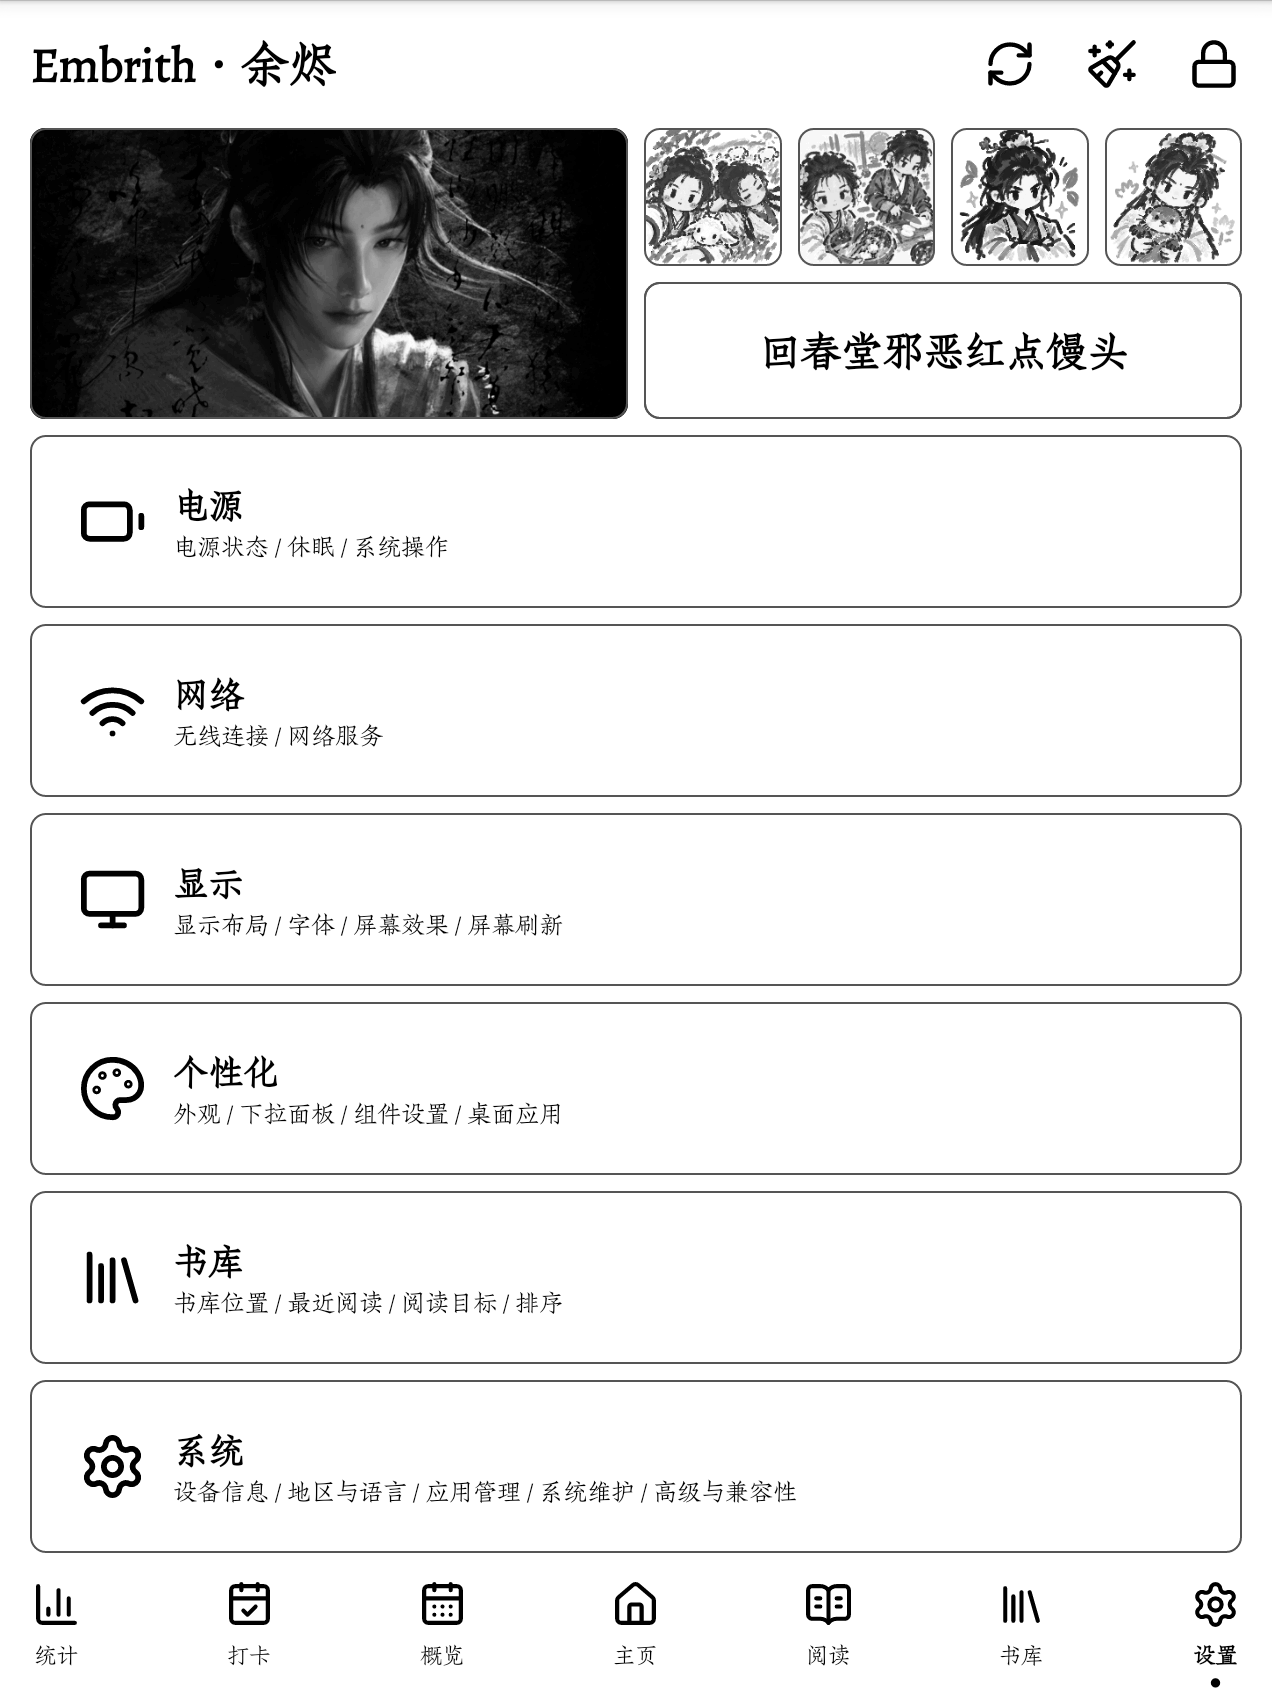 Embrith · 余烬
回春堂邪恶红点馒头
电源
电源状态 / 休眠 / 系统操作
网络
无线连接 / 网络服务
显示
显示布局 / 字体 / 屏幕效果 / 屏幕刷新
个性化
外观 / 下拉面板 / 组件设置 / 桌面应用
书库
书库位置 / 最近阅读 / 阅读目标 / 排序
系统
设备信息 / 地区与语言 / 应用管理 / 系统维护 / 高级与兼容性
统计 打卡 概览 主页 阅读 书库 设置